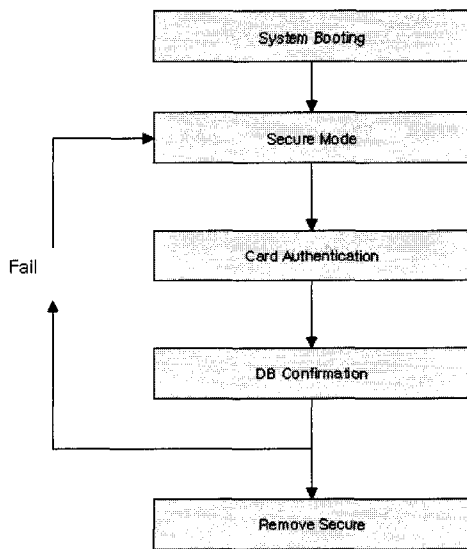 System Booting
Secure Mode
Card Authentication
Fail
DB Confirmation
Remove Secure